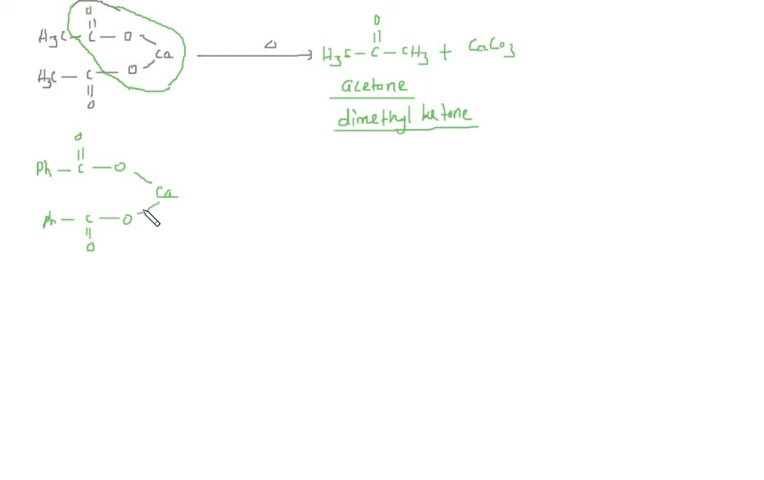 O
||
H₃C — C — O
Ca
H₃C — C — O
||
O
Δ
O
||
H₃C — C — CH₃ + CaCO₃
acetone
dimethyl ketone
O
||
Ph — C — O
Ca
Ph — C — O
||
O